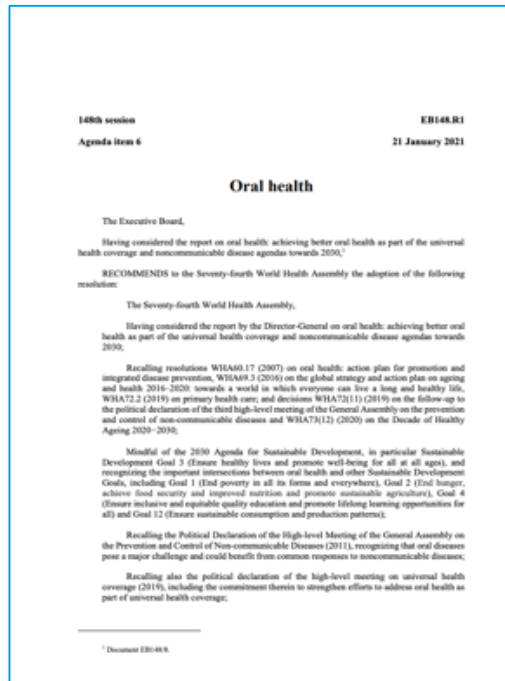 148th session EB148.R1
Agenda item 6 21 January 2021
Oral health
The Executive Board,
Having considered the report on oral health: achieving better oral health as part of the universal
health coverage and noncommunicable disease agendas towards 2030,¹
RECOMMENDS to the Seventy-fourth World Health Assembly the adoption of the following
resolution:
The Seventy-fourth World Health Assembly,
Having considered the report by the Director-General on oral health: achieving better oral
health as part of the universal health coverage and noncommunicable disease agendas towards
2030;
Recalling resolutions WHA60.17 (2007) on oral health: action plan for promotion and
integrated disease prevention, WHA69.3 (2016) on the global strategy and action plan on ageing
and health 2016–2020: towards a world in which everyone can live a long and healthy life,
WHA72.2 (2019) on primary health care; and decisions WHA72(11) (2019) on the follow-up to
the political declaration of the third high-level meeting of the General Assembly on the prevention
and control of non-communicable diseases and WHA73(12) (2020) on the Decade of Healthy
Ageing 2020–2030;
Mindful of the 2030 Agenda for Sustainable Development, in particular Sustainable
Development Goal 3 (Ensure healthy lives and promote well-being for all at all ages), and
recognizing the important intersections between oral health and other Sustainable Development
Goals, including Goal 1 (End poverty in all its forms and everywhere), Goal 2 (End hunger,
achieve food security and improved nutrition and promote sustainable agriculture), Goal 4
(Ensure inclusive and equitable quality education and promote lifelong learning opportunities for
all) and Goal 12 (Ensure sustainable consumption and production patterns);
Recalling the Political Declaration of the High-level Meeting of the General Assembly on
the Prevention and Control of Non-communicable Diseases (2011), recognizing that oral diseases
pose a major challenge and could benefit from common responses to noncommunicable diseases;
Recalling also the political declaration of the high-level meeting on universal health
coverage (2019), including the commitment therein to strengthen efforts to address oral health as
part of universal health coverage;
¹ Document EB148/8.